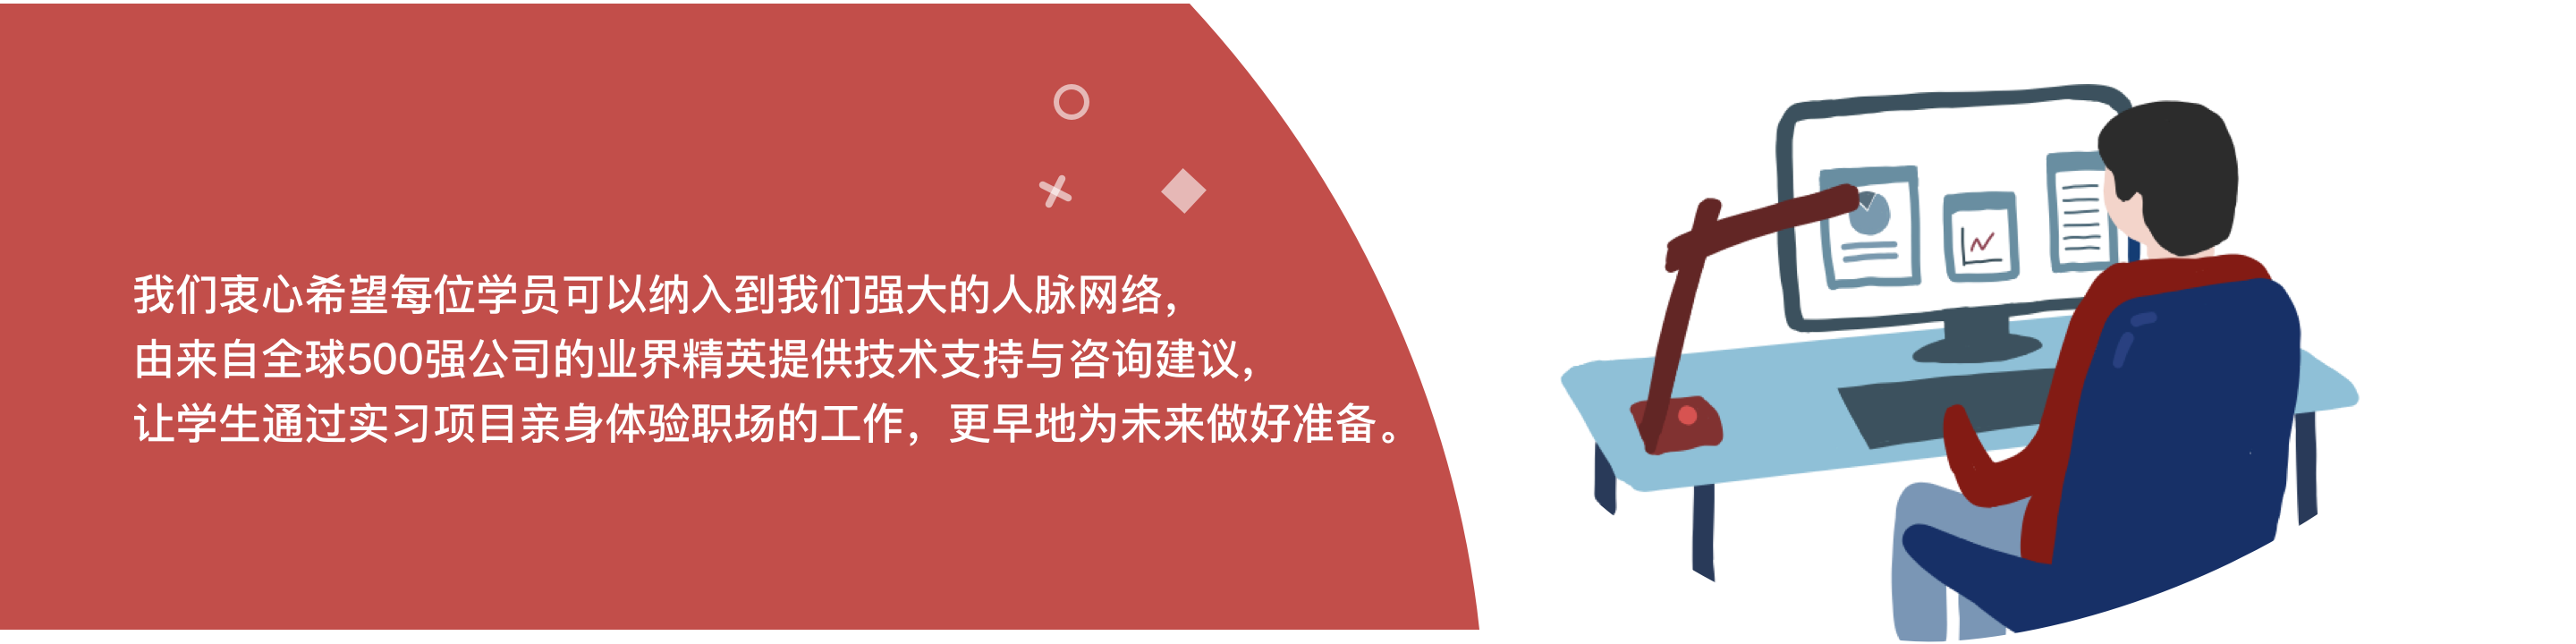 我们衷心希望每位学员可以纳入到我们强大的人脉网络，
由来自全球500强公司的业界精英提供技术支持与咨询建议，
让学生通过实习项目亲身体验职场的工作，更早地为未来做好准备。